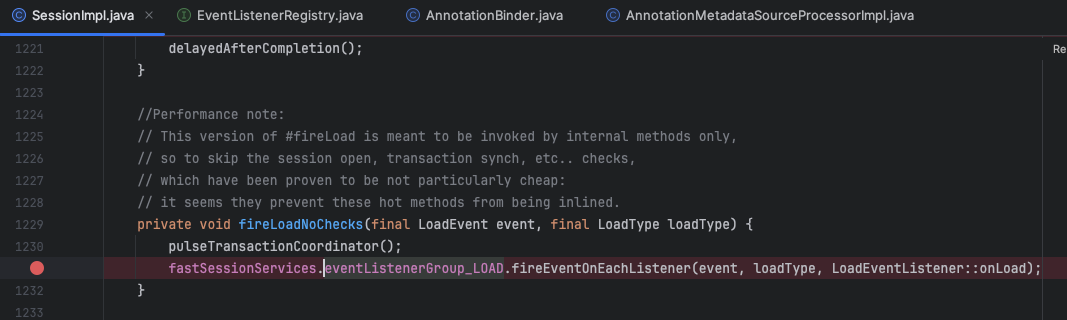 SessionImpl.java EventListenerRegistry.java AnnotationBinder.java AnnotationMetadataSourceProcessorImpl.java
1221 delayedAfterCompletion(); Re
1222 }
1223
1224 //Performance note:
1225 // This version of #fireLoad is meant to be invoked by internal methods only,
1226 // so to skip the session open, transaction synch, etc.. checks,
1227 // which have been proven to be not particularly cheap:
1228 // it seems they prevent these hot methods from being inlined.
1229 private void fireLoadNoChecks(final LoadEvent event, final LoadType loadType) {
1230 pulseTransactionCoordinator();
fastSessionServices.eventListenerGroup_LOAD.fireEventOnEachListener(event, loadType, LoadEventListener::onLoad);
1232 }
1233